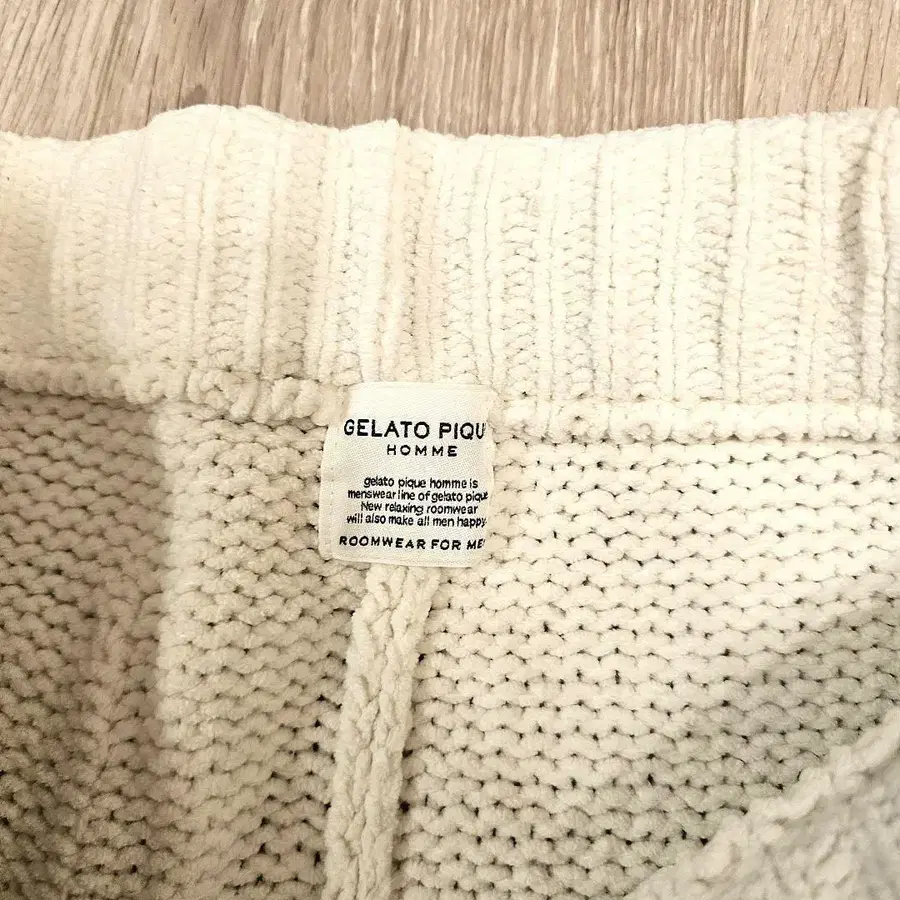 GELATO PIQU
HOMME
gelato pique homme is
menswear line of gelato pique
New relaxing roomwear
will also make all men happy
ROOMWEAR FOR ME